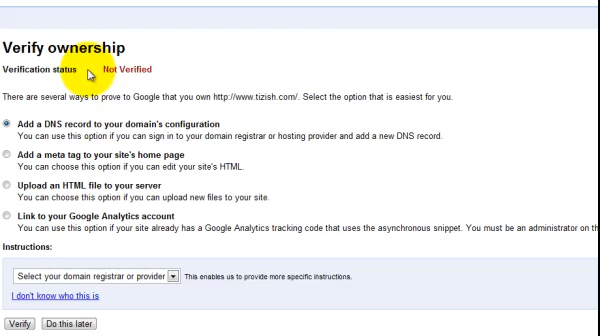 Verify ownership
Verification status Not Verified
There are several ways to prove to Google that you own http://www.tizish.com/. Select the option that is easiest for you.
Add a DNS record to your domain's configuration
You can use this option if you can sign in to your domain registrar or hosting provider and add a new DNS record.
Add a meta tag to your site's home page
You can choose this option if you can edit your site's HTML.
Upload an HTML file to your server
You can choose this option if you can upload new files to your site.
Link to your Google Analytics account
You can use this option if your site already has a Google Analytics tracking code that uses the asynchronous snippet. You must be an administrator on th
Instructions:
Select your domain registrar or provider This enables us to provide more specific instructions.
I don't know who this is
Verify Do this later